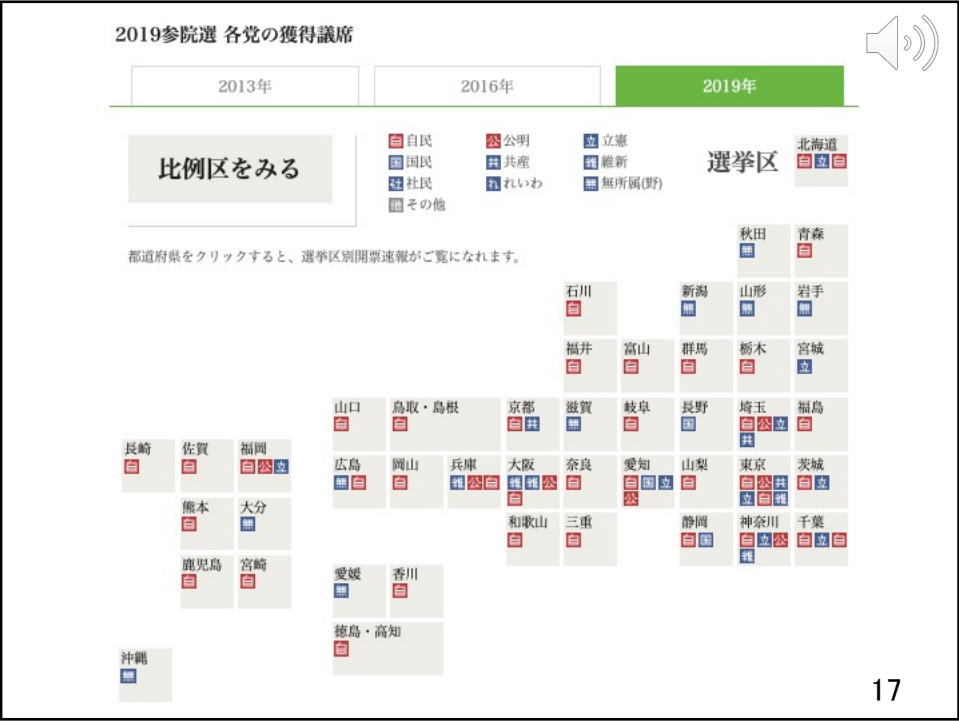 2019参院選 各党の獲得議席
2013年 2016年 2019年
比例区をみる
自 自民 公 公明 立 立憲
国 国民 共 共産 維 維新
社 社民 れ れいわ 無 無所属(野)
他 その他
選挙区
北海道
自 立 自
都道府県をクリックすると、選挙区別開票速報がご覧になれます。
秋田 青森
無 自
石川 新潟 山形 岩手
自 無 無 無
福井 富山 群馬 栃木 宮城
自 自 自 自 立
山口 鳥取・島根 京都 滋賀 岐阜 長野 埼玉 福島
自 自 自 共 無 自 国 自 公 立 自
共
長崎 佐賀 福岡
自 自 自 公 立
広島 岡山 兵庫 大阪 奈良 愛知 山梨 東京 茨城
無 自 自 維 公 自 維 維 公 自 自 国 立 自 自 公 共 自 立
自 公 立 自 維
熊本 大分
自 無
和歌山 三重 静岡 神奈川 千葉
自 自 自 国 自 立 公 自 立 自
維
鹿児島 宮崎
自 自
愛媛 香川
無 自
徳島・高知
自
沖縄
無
17